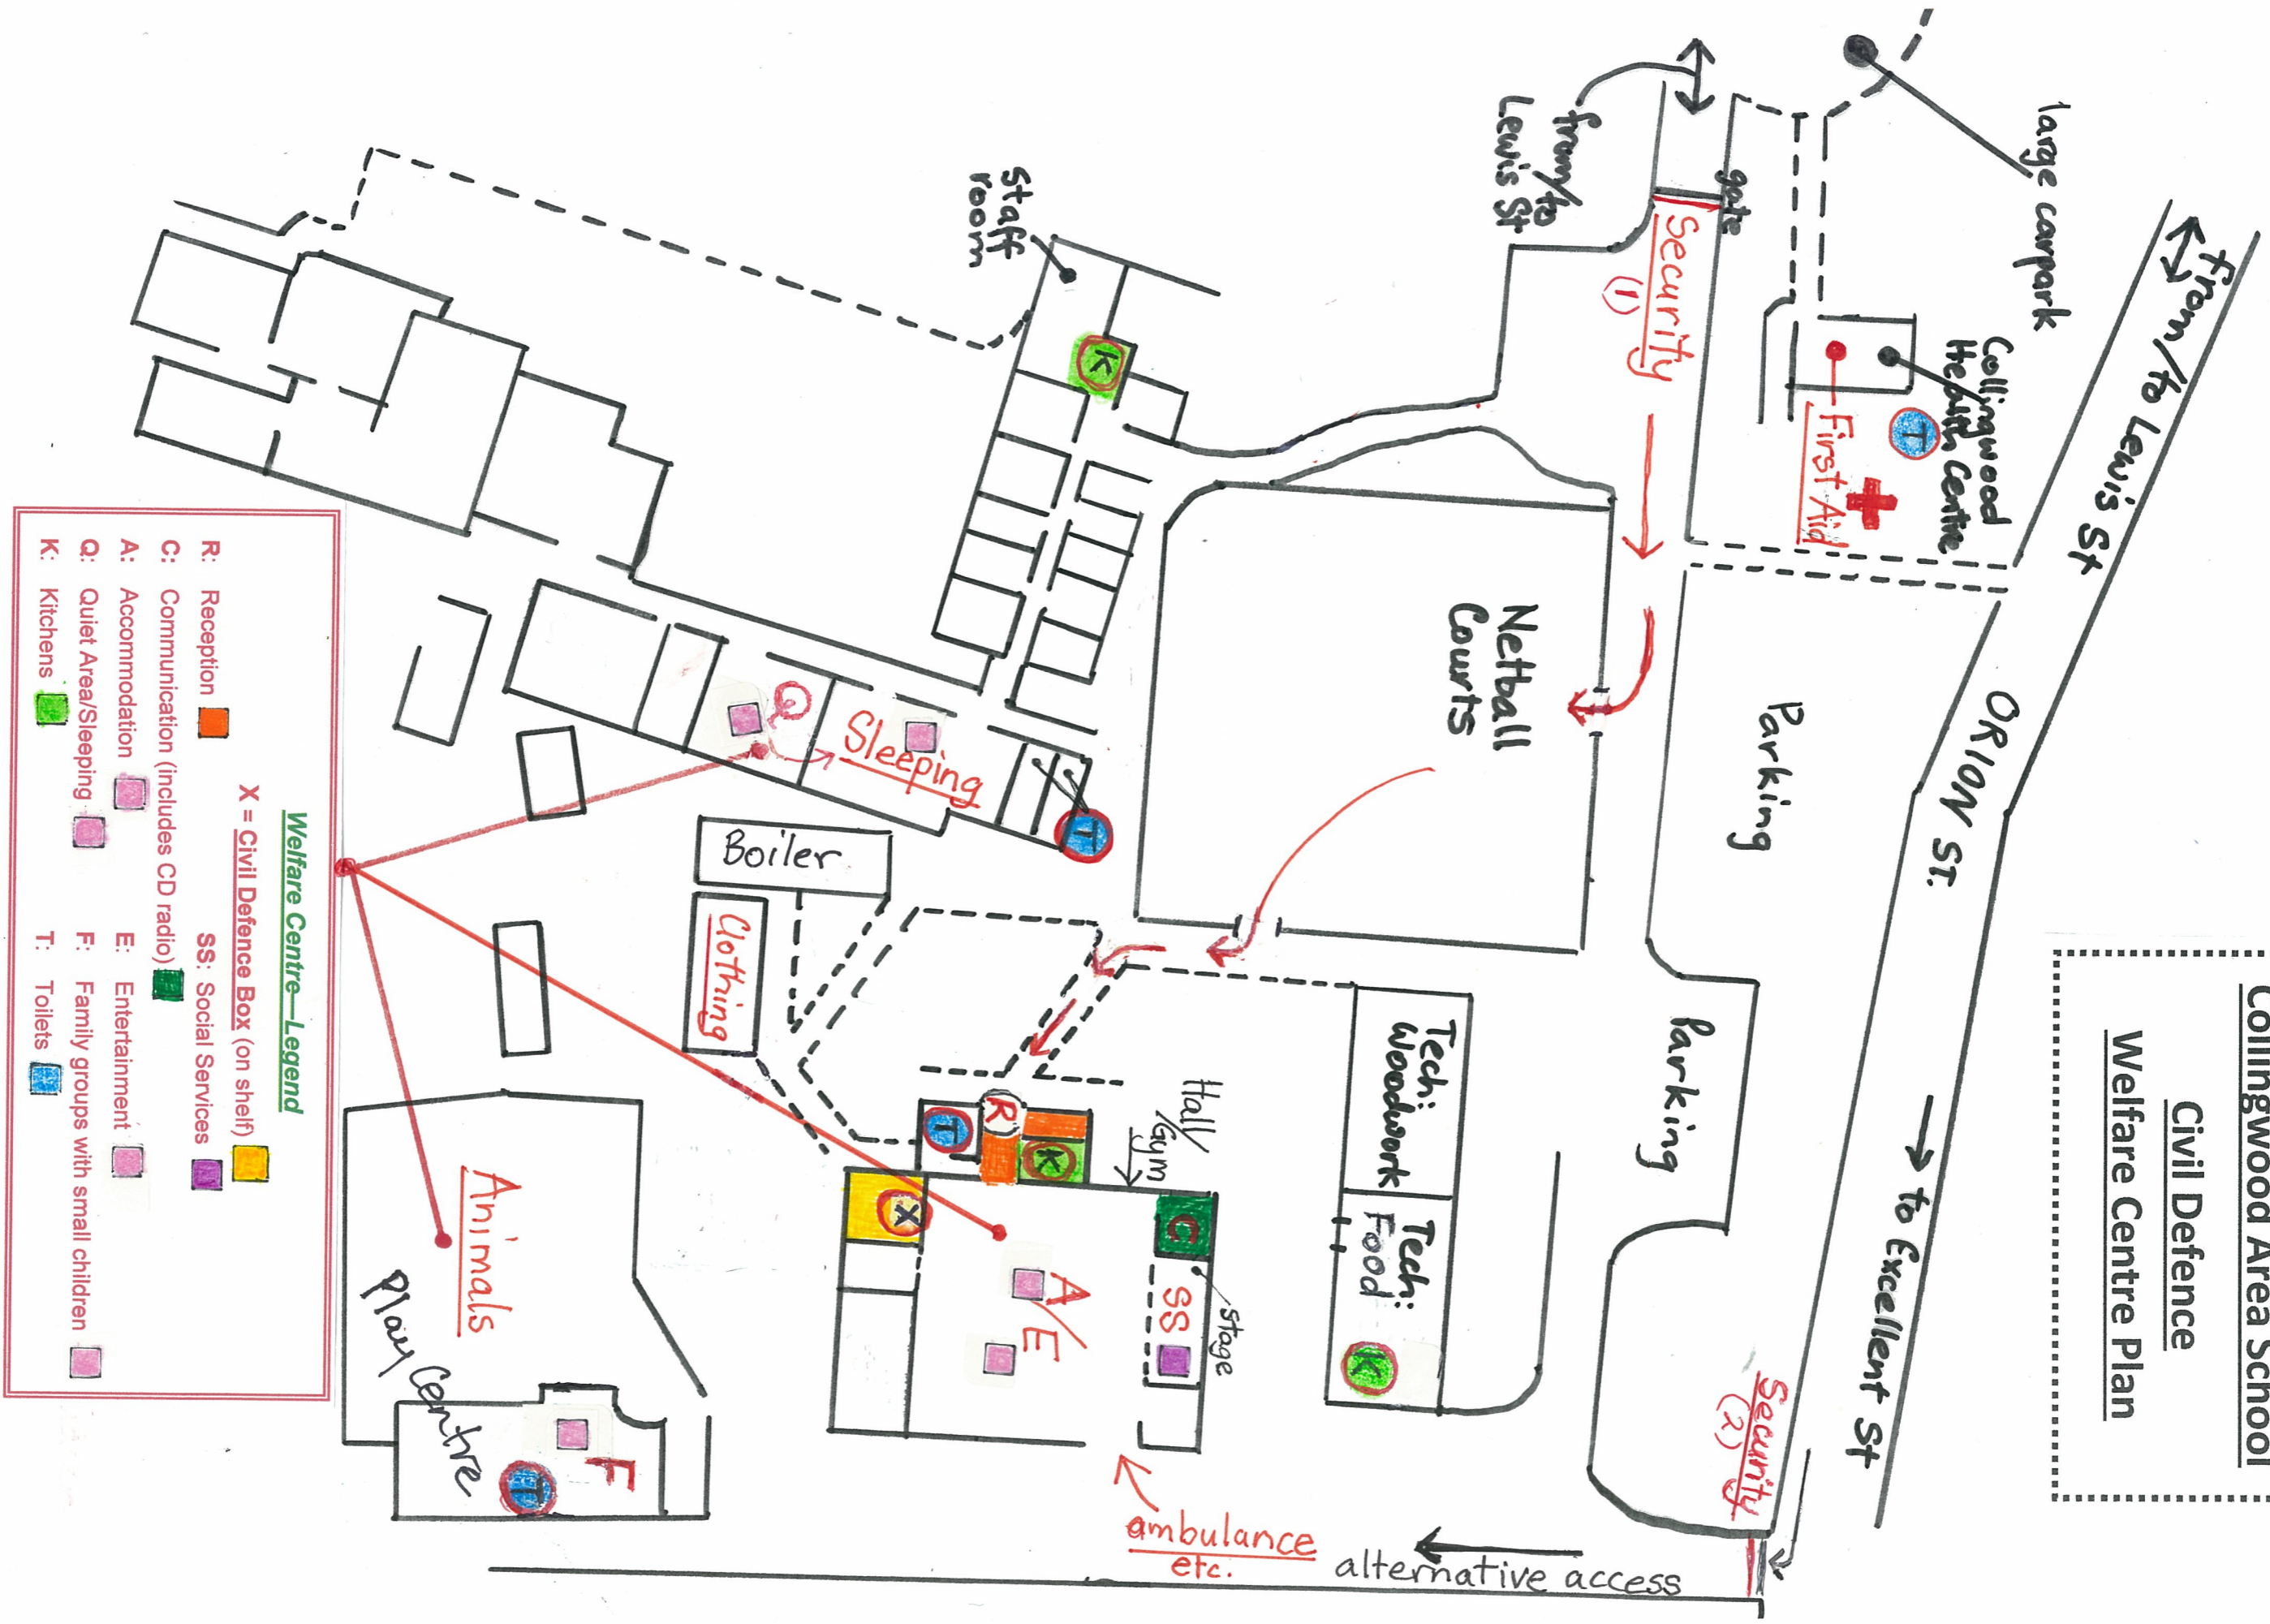 Collingwood Area School
Civil Defence
Welfare Centre Plan
from/to Lewis St
ORION ST.
→ to Excellent St
large carpark
Collingwood
Health Centre
T
First Aid
gate
Security
(1)
from/to
Lewis St
Parking
Parking
Security
(2)
Netball
Courts
staff
room
K
Tech:
Woodwork
Tech:
Food
K
Hall/
Gym
stage
C
SS
R
K
T
X
A/E
ambulance
etc.
alternative access
T
Sleeping
Q
Boiler
Clothing
Animals
Play Centre
F
T
Welfare Centre—Legend
X = Civil Defence Box (on shelf)
R: Reception
SS: Social Services
C: Communication (includes CD radio)
A: Accommodation
E: Entertainment
Q: Quiet Area/Sleeping
F: Family groups with small children
K: Kitchens
T: Toilets